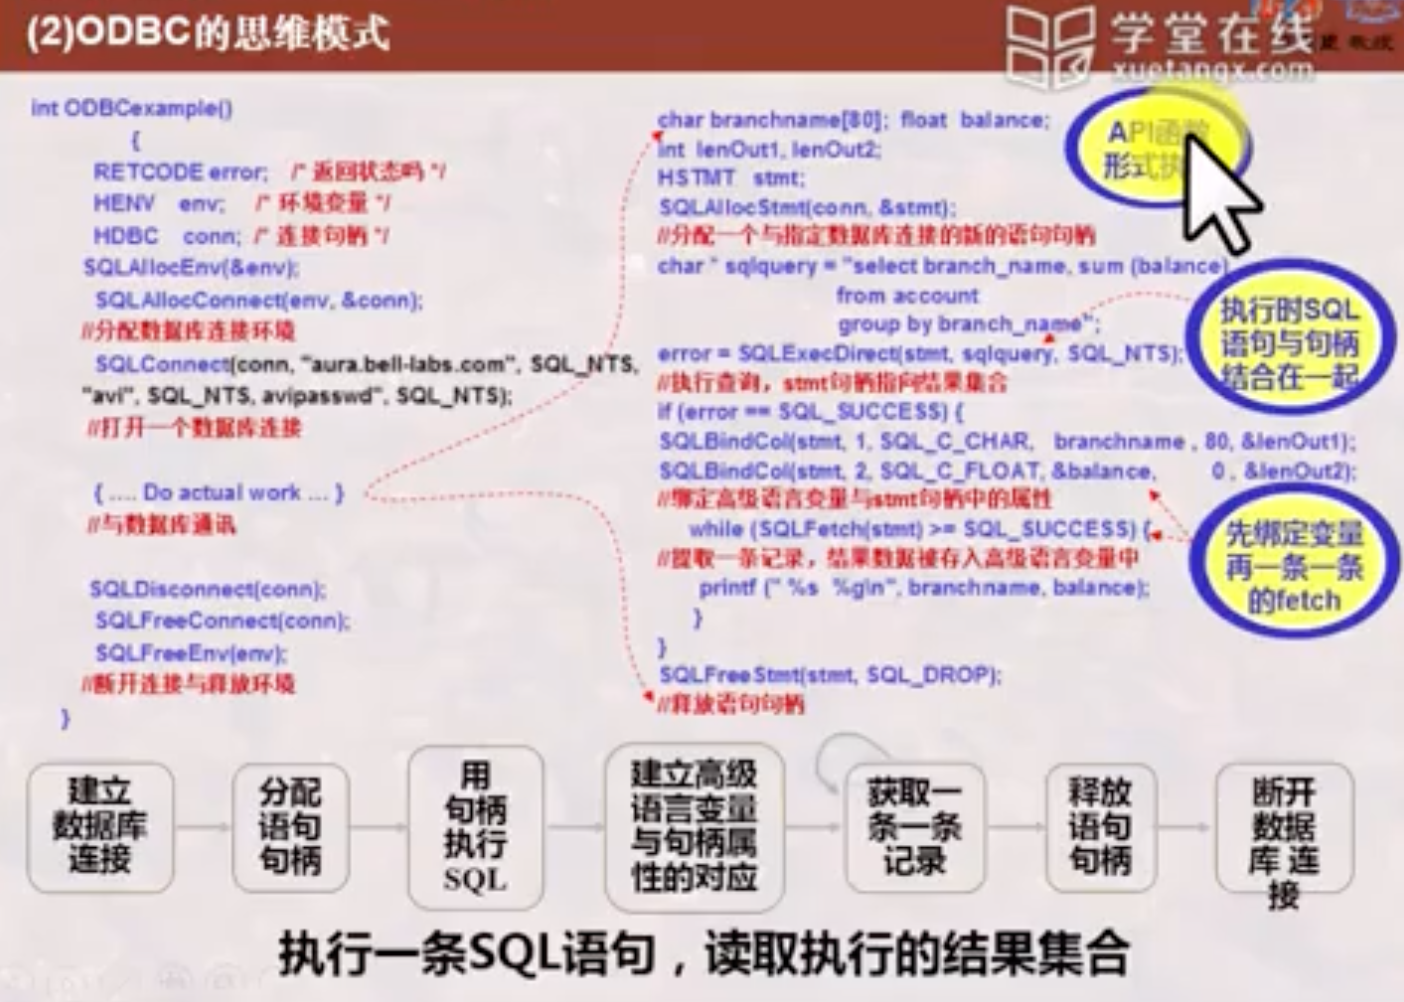 (2)ODBC的思维模式
学堂在线
xuetangx.com
教授
int ODBCexample()
{
RETCODE error; /* 返回状态吗 */
HENV env; /* 环境变量 */
HDBC conn; /* 连接句柄 */
SQLAllocEnv(&env);
SQLAllocConnect(env, &conn);
//分配数据库连接环境
SQLConnect(conn, "aura.bell-labs.com", SQL_NTS,
"avi", SQL_NTS, avipasswd", SQL_NTS);
//打开一个数据库连接
{ .... Do actual work ... }
//与数据库通讯
SQLDisconnect(conn);
SQLFreeConnect(conn);
SQLFreeEnv(env);
//断开连接与释放环境
}
char branchname[80]; float balance;
int lenOut1, lenOut2;
HSTMT stmt;
SQLAllocStmt(conn, &stmt);
//分配一个与指定数据库连接的新的语句句柄
char * sqlquery = "select branch_name, sum (balance)
from account
group by branch_name";
error = SQLExecDirect(stmt, sqlquery, SQL_NTS);
//执行查询，stmt句柄指向结果集合
if (error == SQL_SUCCESS) {
SQLBindCol(stmt, 1, SQL_C_CHAR, branchname , 80, &lenOut1);
SQLBindCol(stmt, 2, SQL_C_FLOAT, &balance, 0 , &lenOut2);
//绑定高级语言变量与stmt句柄中的属性
while (SQLFetch(stmt) >= SQL_SUCCESS) {
//提取一条记录，结果数据被存入高级语言变量中
printf (" %s %g\n", branchname, balance);
}
}
SQLFreeStmt(stmt, SQL_DROP);
//释放语句句柄
API函数
形式执
执行时SQL
语句与句柄
结合在一起
先绑定变量
再一条一条
的fetch
建立
数据库
连接
分配
语句
句柄
用
句柄
执行
SQL
建立高级
语言变量
与句柄属
性的对应
获取一
条一条
记录
释放
语句
句柄
断开
数据
库 连
接
执行一条SQL语句，读取执行的结果集合